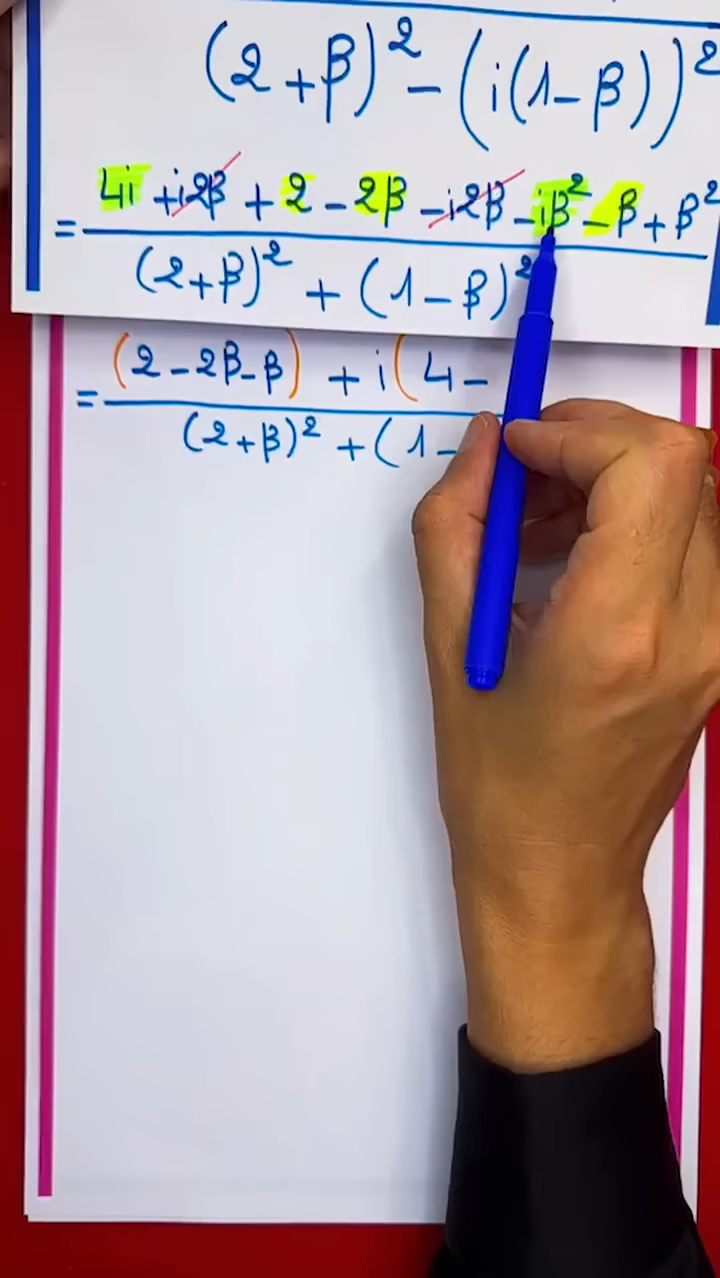 (2+β)² - (i(1-β))²
= 4i +i2β + 2 - 2β - i2β - iβ² - β + β²
(2+β)² + (1-β)²
= (2-2β-β) + i(4-
(2+β)² + (1-